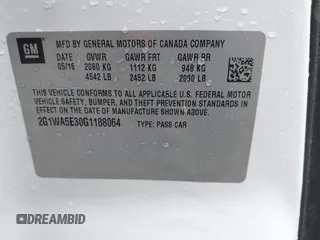 GM
MFD BY GENERAL MOTORS OF CANADA COMPANY
DATE GVWR GAWR FRT GAWR RR
05/16 2060 KG 1112 KG 948 KG
4542 LB 2452 LB 2090 LB
THIS VEHICLE CONFORMS TO ALL APPLICABLE U.S. FEDERAL MOTOR
VEHICLE SAFETY, BUMPER, AND THEFT PREVENTION STANDARDS IN
EFFECT ON THE DATE OF MANUFACTURE SHOWN ABOVE.
2G1WA5E30G1188064 TYPE: PASS CAR
DREAMBID